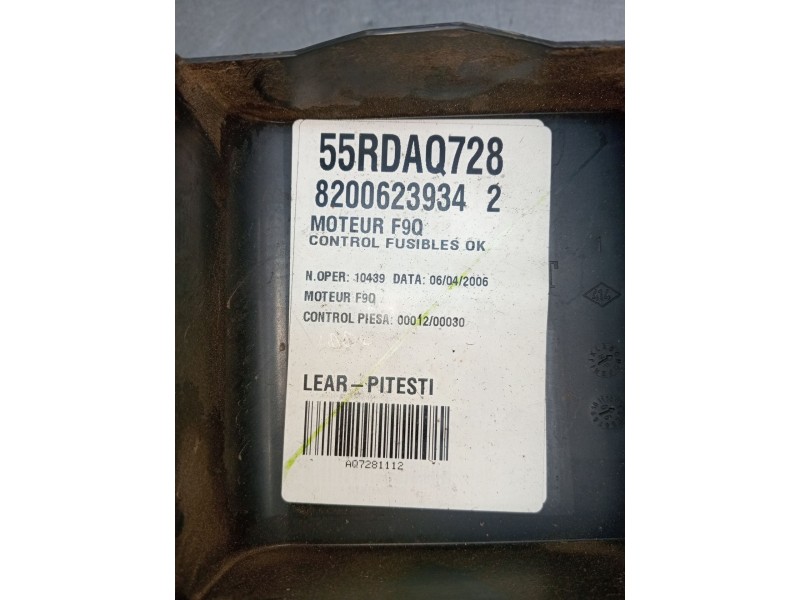 55RDAQ728
8200623934 2
MOTEUR F9Q
CONTROL FUSIBLES OK
N.OPER: 10439 DATA: 06/04/2006
MOTEUR F9Q
CONTROL PIESA: 00012/00030
LEAR-PITESTI
AQ7281112